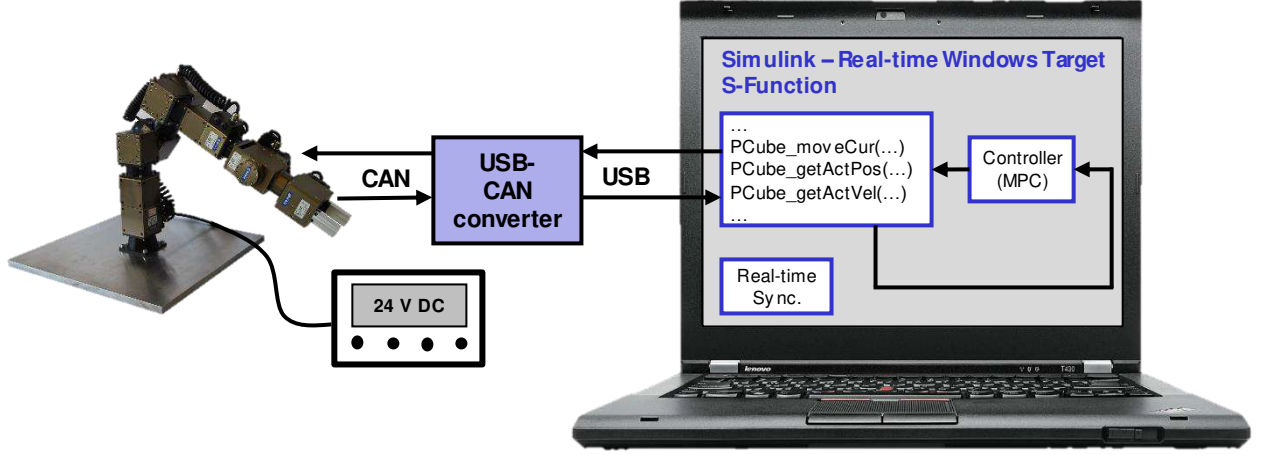 Simulink – Real-time Windows Target
S-Function
...
PCube_moveCur(...)
PCube_getActPos(...)
PCube_getActVel(...)
...
Controller
(MPC)
USB-
CAN
converter
CAN
USB
Real-time
Sync.
24 V DC
lenovo
T430